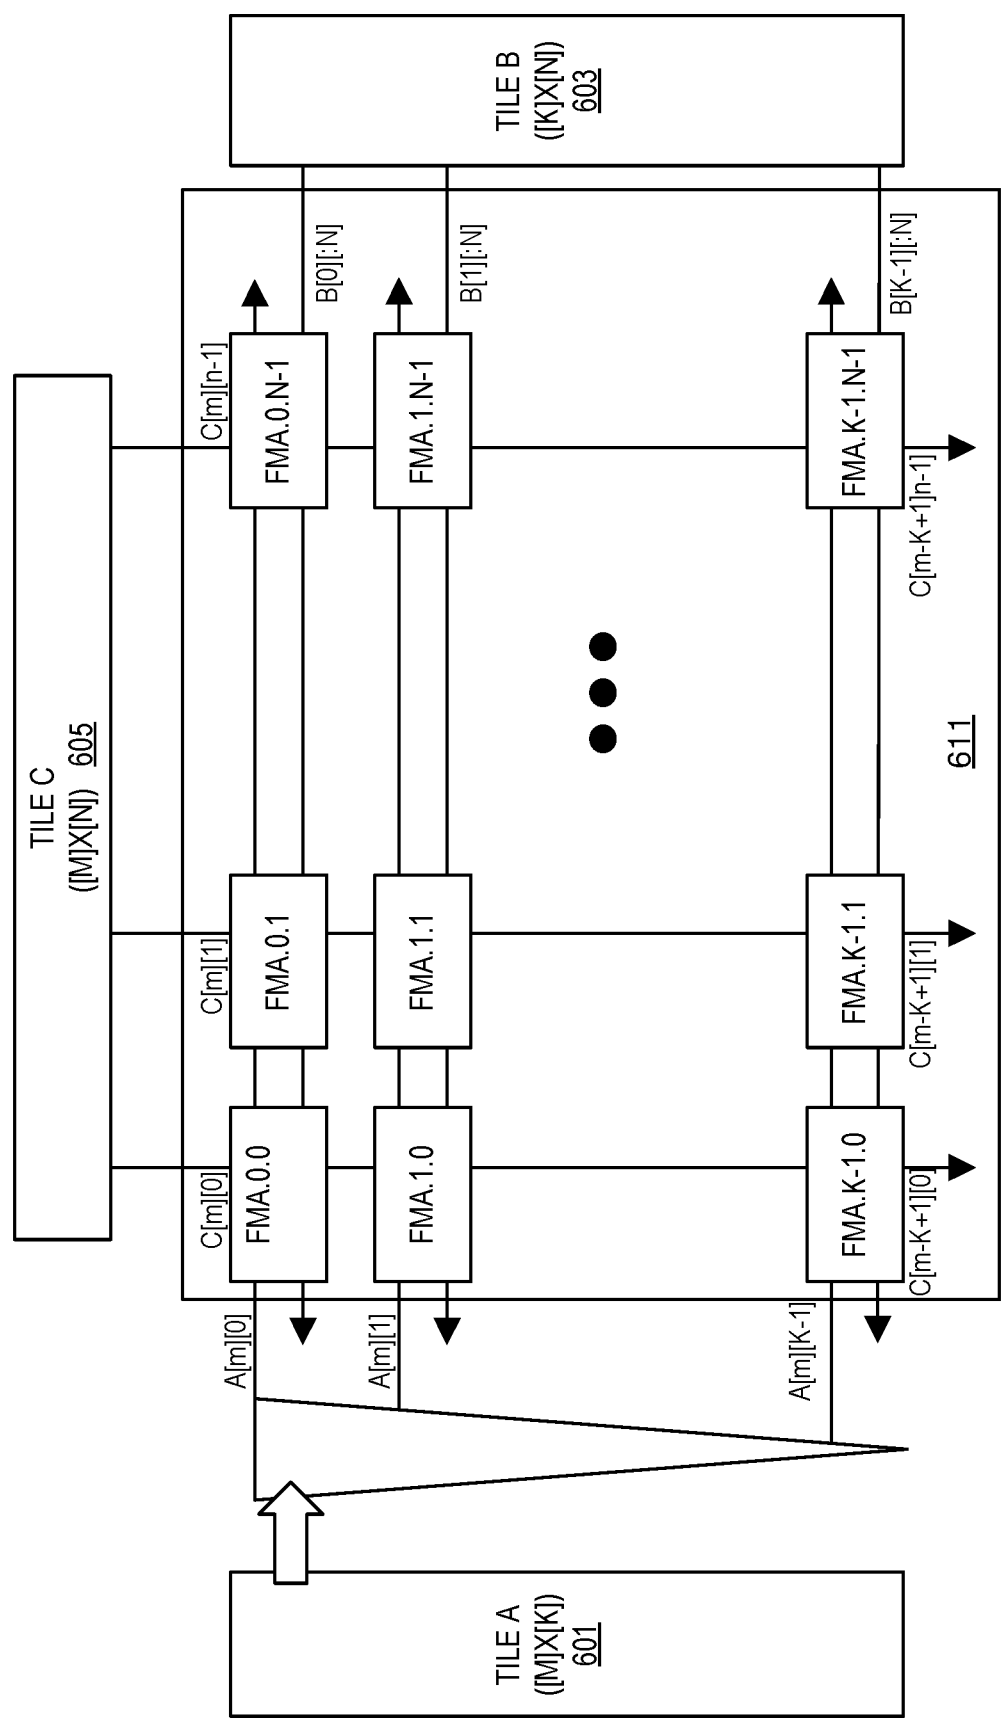 TILE A
([M]X[K])
601
TILE C
([M]X[N]) 605
TILE B
([K]X[N])
603
A[m][0]
A[m][1]
A[m][K-1]
C[m][0]
C[m][1]
C[m][n-1]
FMA.0.0
FMA.0.1
FMA.0.N-1
B[0][:N]
FMA.1.0
FMA.1.1
FMA.1.N-1
B[1][:N]
FMA.K-1.0
FMA.K-1.1
FMA.K-1.N-1
B[K-1][:N]
C[m-K+1][0]
C[m-K+1][1]
C[m-K+1]n-1]
611